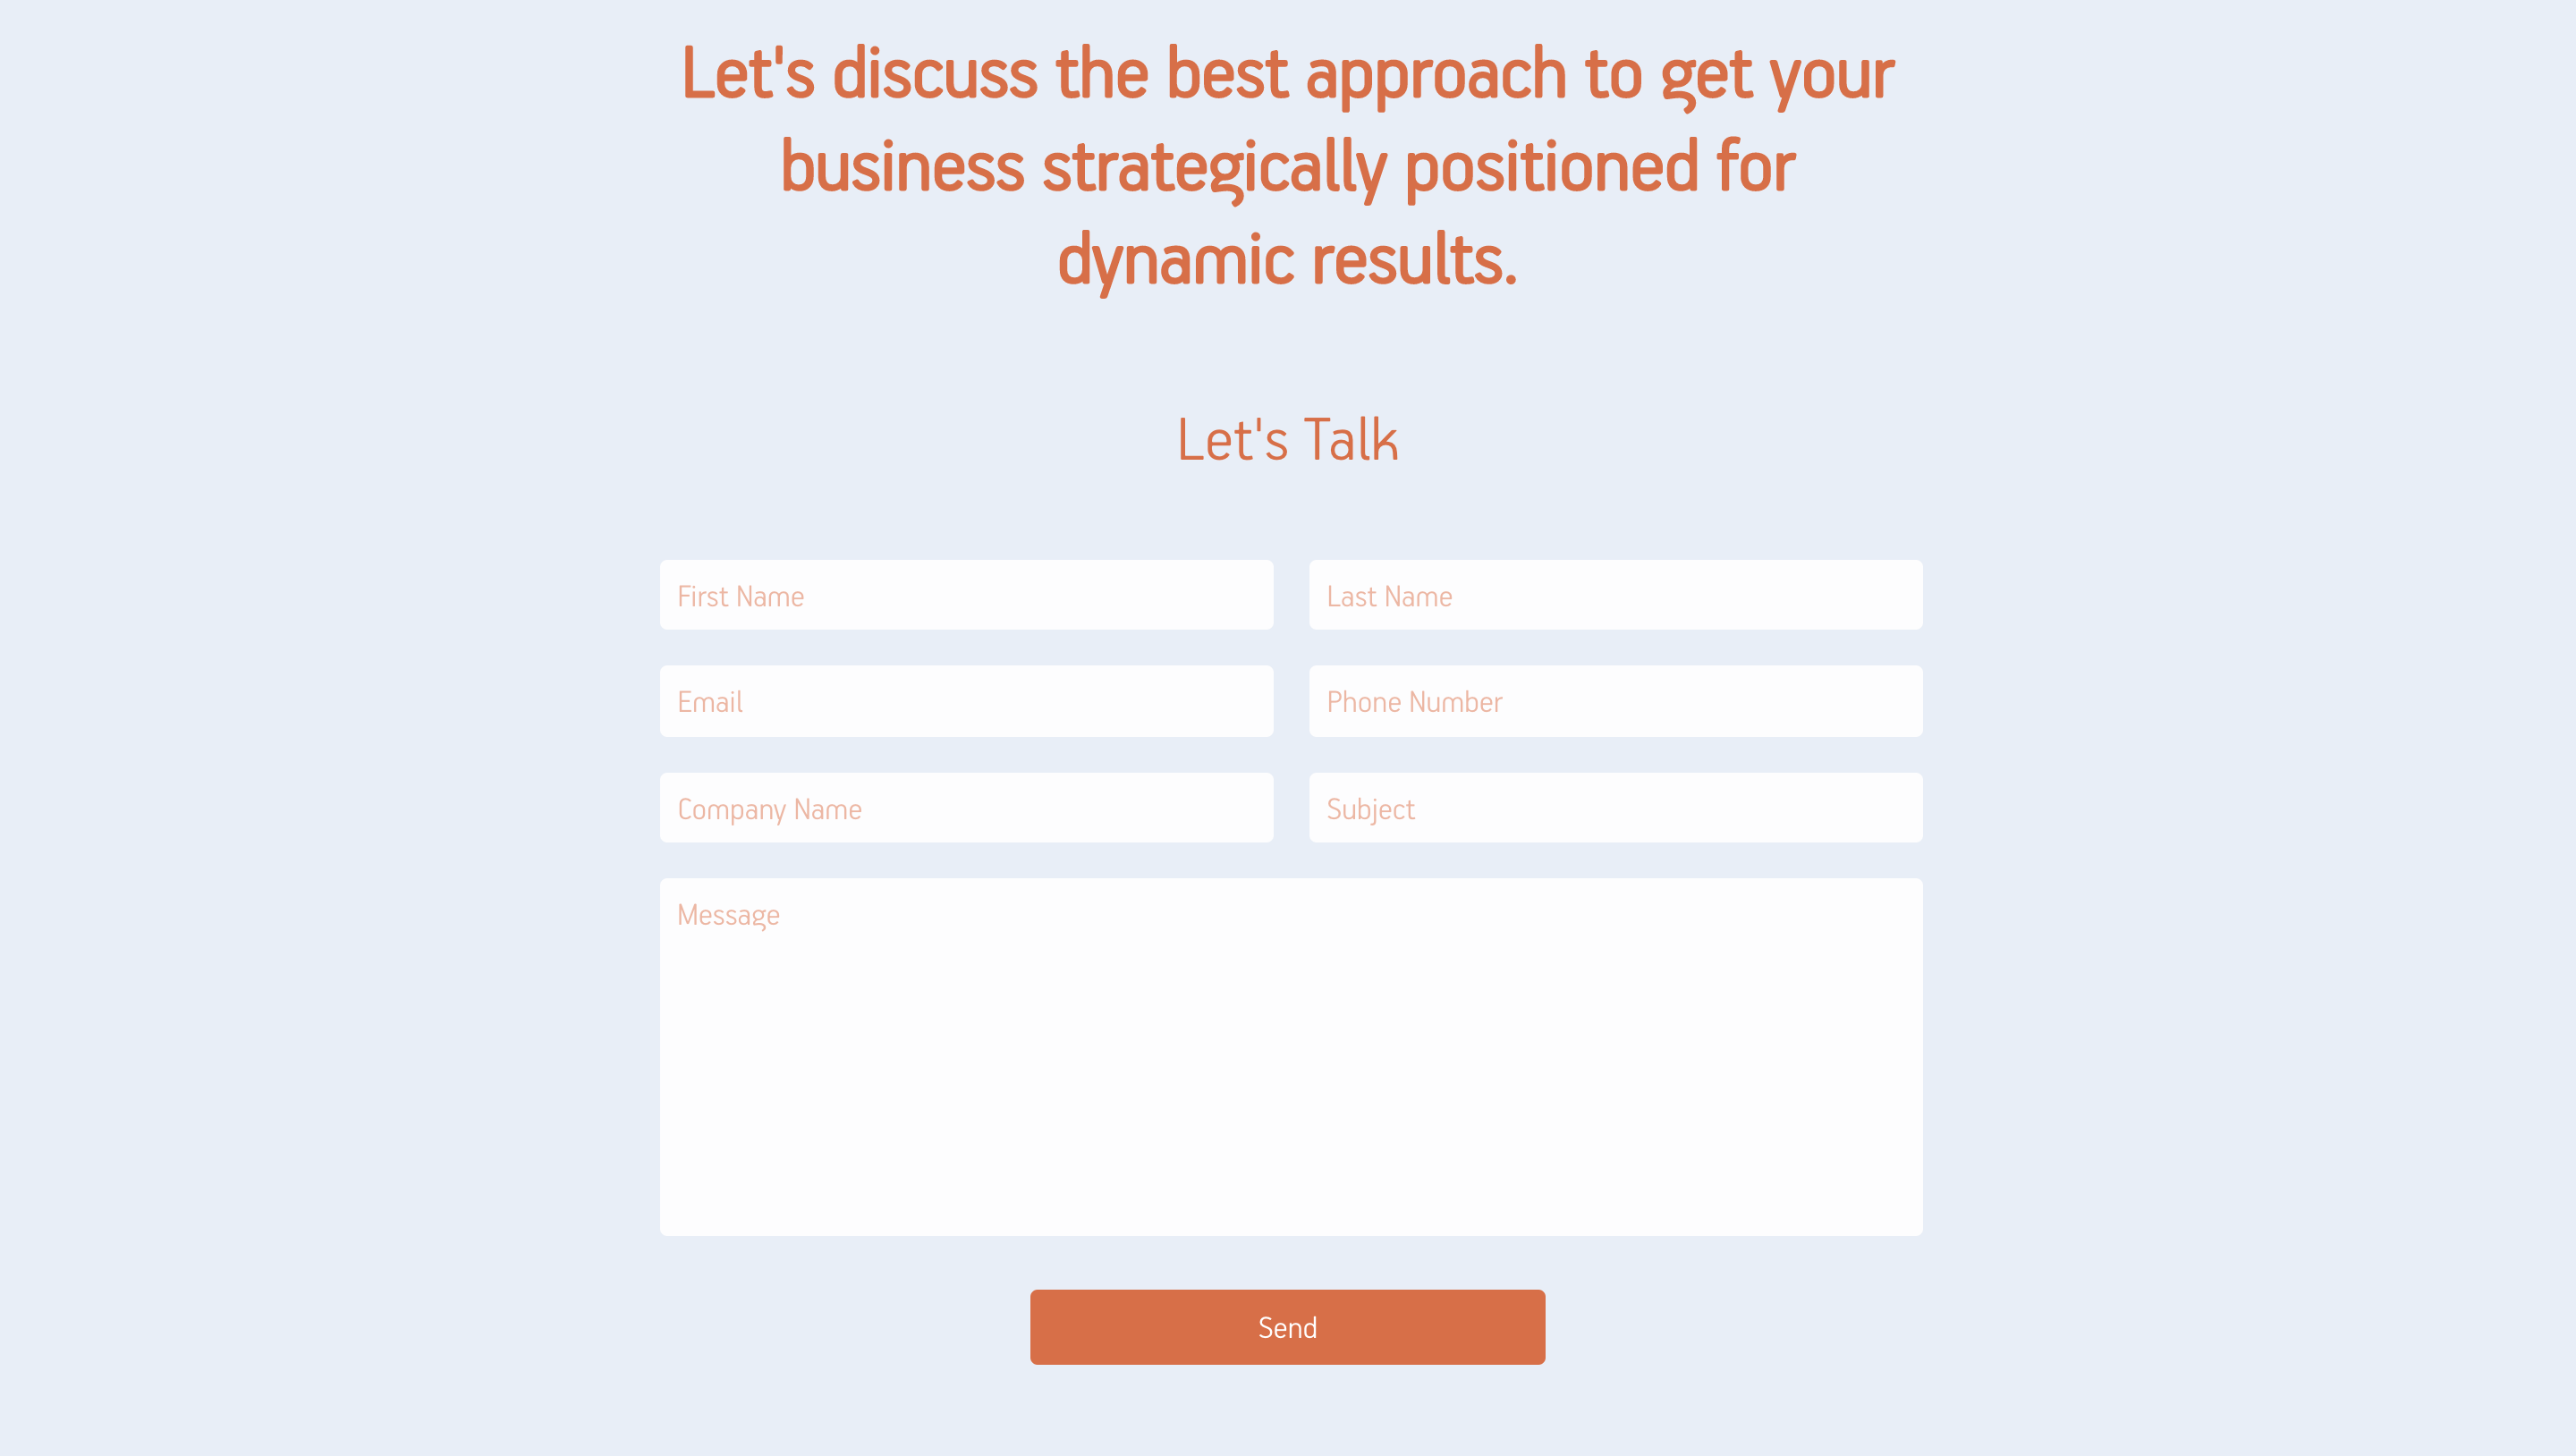 Let's discuss the best approach to get your
business strategically positioned for
dynamic results.
Let's Talk
First Name
Last Name
Email
Phone Number
Company Name
Subject
Message
Send